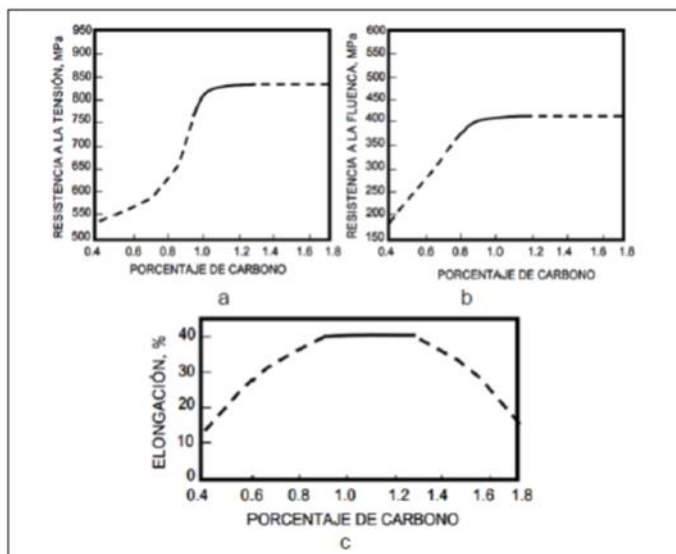 RESISTENCIA A LA TENSIÓN, MPa
950
900
850
800
750
700
650
600
550
500
0.4 0.6 0.8 1.0 1.2 1.4 1.6 1.8
PORCENTAJE DE CARBONO
a
RESISTENCIA A LA FLUENCA, MPa
600
550
500
450
400
350
300
250
200
150
0.4 0.6 0.8 1.0 1.2 1.4 1.6 1.8
PORCENTAJE DE CARBONO
b
ELONGACIÓN, %
40
30
20
10
0
0.4 0.6 0.8 1.0 1.2 1.4 1.6 1.8
PORCENTAJE DE CARBONO
c